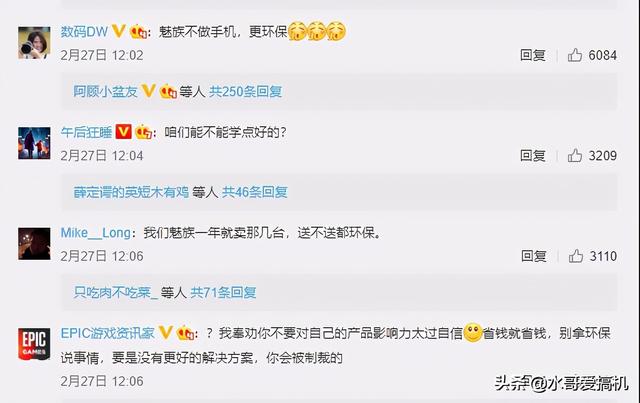 数码DW：魅族不做手机，更环保
2月27日 12:02 回复 6084
阿顾小盆友 等人 共250条回复
午后狂睡：咱们能不能学点好的？
2月27日 12:04 回复 3209
薛定谔的英短木有鸡 等人 共46条回复
Mike__Long：我们魅族一年就卖那几台，送不送都环保。
2月27日 12:06 回复 3110
只吃肉不吃菜_ 等人 共71条回复
EPIC GAMES
EPIC游戏资讯家：？我奉劝你不要对自己的产品影响力太过自信 省钱就省钱，别拿环保
说事情，要是没有更好的解决方案，你会被制裁的
2月27日 12:06
头条@水哥爱搞机